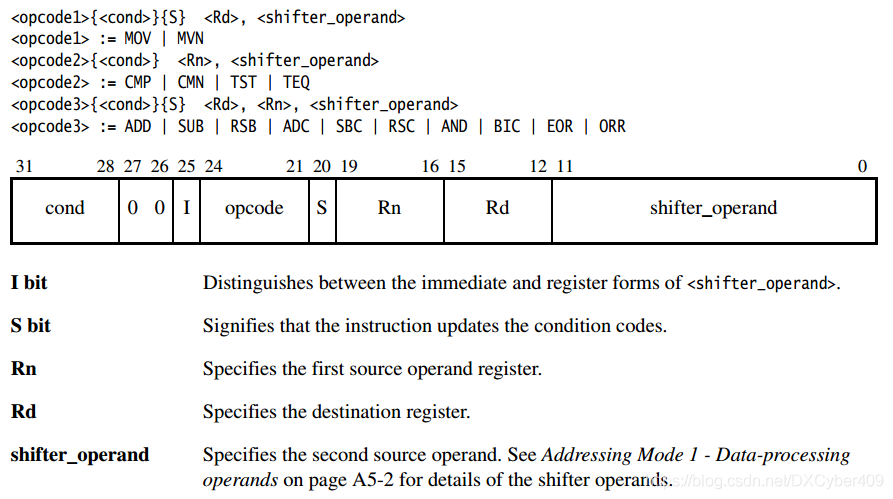 <opcode1>{<cond>}{S} <Rd>, <shifter_operand>
<opcode1> := MOV | MVN
<opcode2>{<cond>} <Rn>, <shifter_operand>
<opcode2> := CMP | CMN | TST | TEQ
<opcode3>{<cond>}{S} <Rd>, <Rn>, <shifter_operand>
<opcode3> := ADD | SUB | RSB | ADC | SBC | RSC | AND | BIC | EOR | ORR
31 28 27 26 25 24 21 20 19 16 15 12 11 0
cond 0 0 I opcode S Rn Rd shifter_operand
I bit Distinguishes between the immediate and register forms of <shifter_operand>.
S bit Signifies that the instruction updates the condition codes.
Rn Specifies the first source operand register.
Rd Specifies the destination register.
shifter_operand Specifies the second source operand. See Addressing Mode 1 - Data-processing
operands on page A5-2 for details of the shifter operands.
blog.csdn.net/DXCyber409